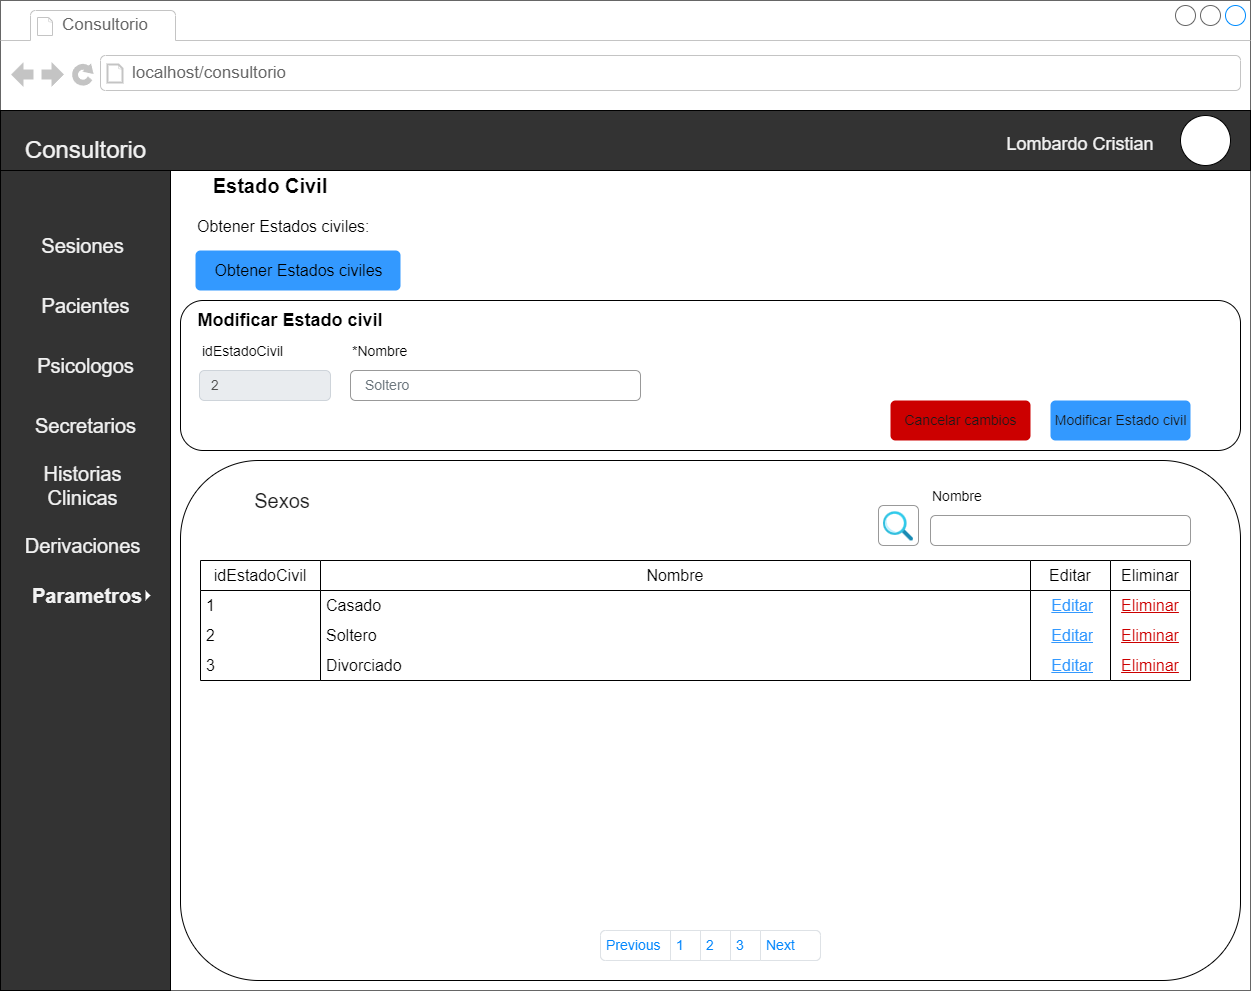 Consultorio
localhost/consultorio
Consultorio
Lombardo Cristian
Sesiones
Pacientes
Psicologos
Secretarios
Historias
Clinicas
Derivaciones
Parametros
Estado Civil
Obtener Estados civiles:
Obtener Estados civiles
Modificar Estado civil
idEstadoCivil *Nombre
2 Soltero
Cancelar cambios Modificar Estado civil
Sexos
Nombre
idEstadoCivil Nombre Editar Eliminar
1 Casado Editar Eliminar
2 Soltero Editar Eliminar
3 Divorciado Editar Eliminar
Previous 1 2 3 Next